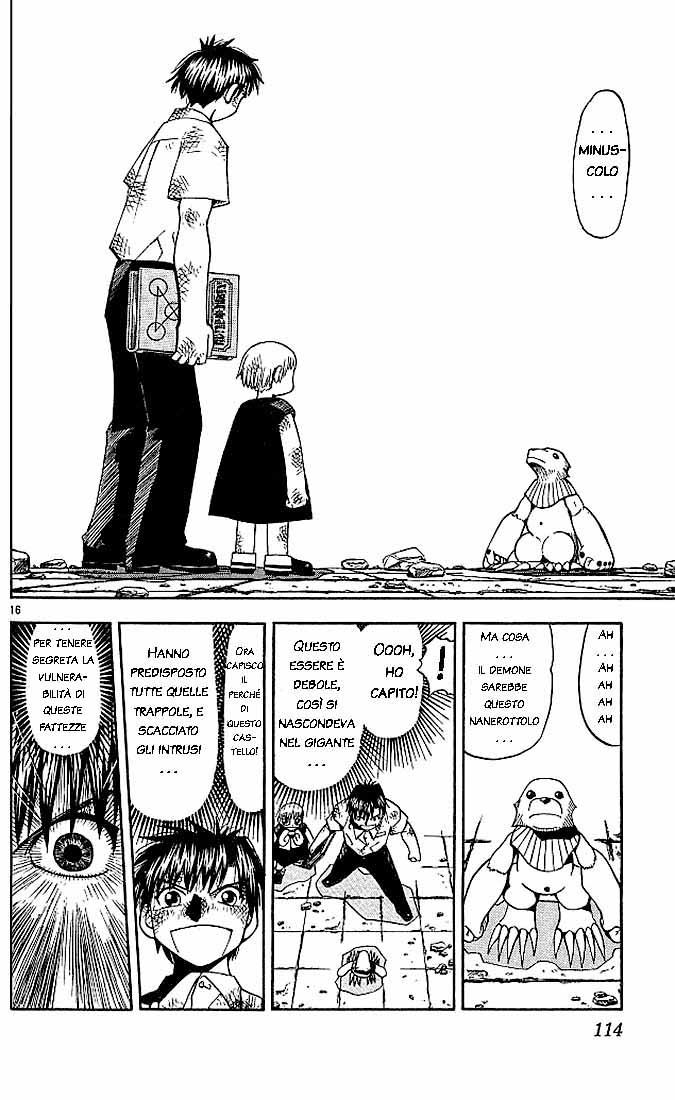 ...
MINUS-
COLO
...
16
AH
...
AH
AH
AH
AH
MA COSA
...
IL DEMONE
SAREBBE
QUESTO
NANEROTTOLO
!
OOOH,
HO
CAPITO!
QUESTO
ESSERE È
DEBOLE,
COSÌ SI
NASCONDEVA
NEL GIGANTE
...
ORA
CAPISCO
IL
PERCHÉ
DI
QUESTO
CAS-
TELLO!
HANNO
PREDISPOSTO
TUTTE QUELLE
TRAPPOLE, E
SCACCIATO
GLI INTRUSI
...
...
PER TENERE
SEGRETA LA
VULNERA-
BILITÀ DI
QUESTE
FATTEZZE
...
114